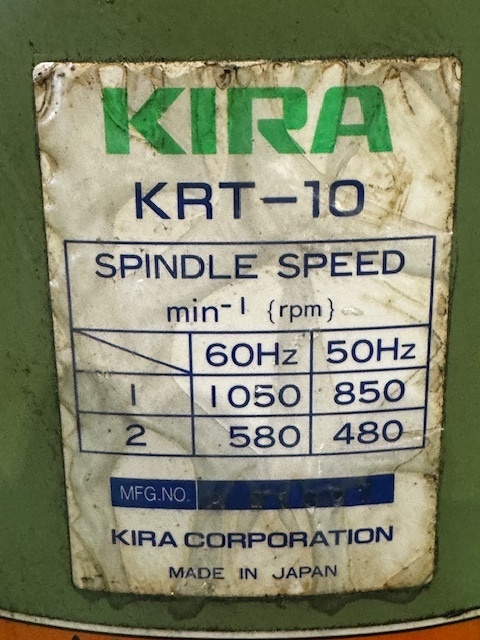 KIRA
KRT-10
SPINDLE SPEED
min-1 {rpm}
60Hz 50Hz
1 1050 850
2 580 480
MFG.NO.
KIRA CORPORATION
MADE IN JAPAN